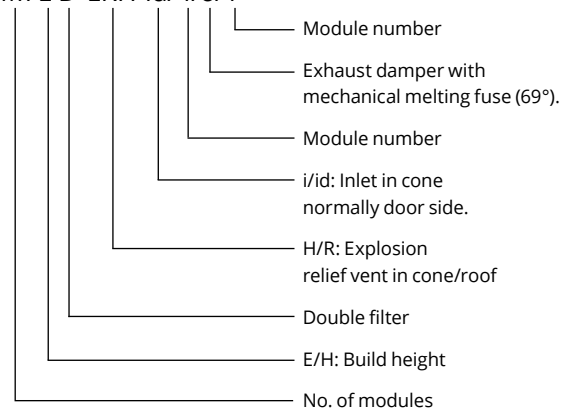 Module number
Exhaust damper with
mechanical melting fuse (69°).
Module number
i/id: Inlet in cone
normally door side.
H/R: Explosion
relief vent in cone/roof
Double filter
E/H: Build height
No. of modules